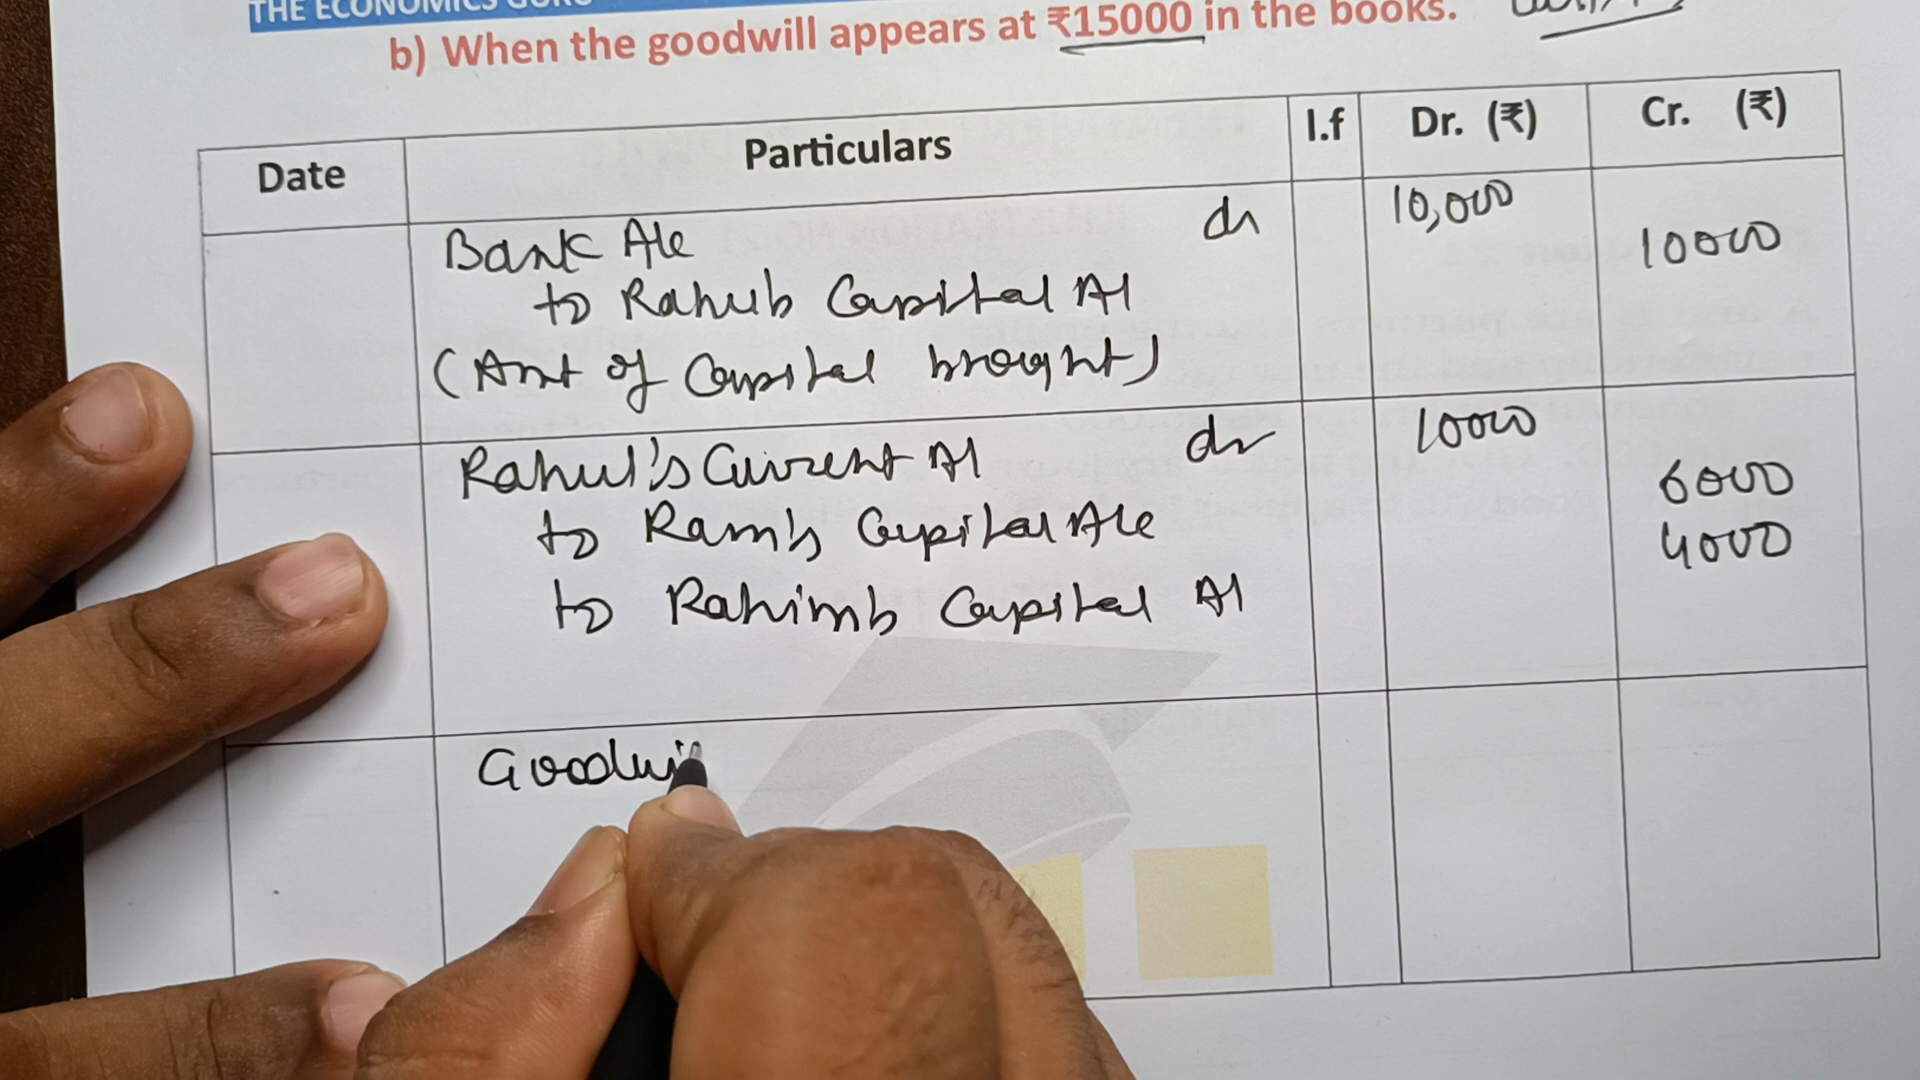 THE ECONOMICS GURU
b) When the goodwill appears at ₹15000 in the books.
Date Particulars I.f Dr. (₹) Cr. (₹)
Bank A/c dr 10,000
to Rahul's Capital A/ 10000
(Amt of Capital brought)
Rahul's Current A/ dr 10000
to Ram's Capital A/c 6000
to Rahim's Capital A/ 4000
Goodwi